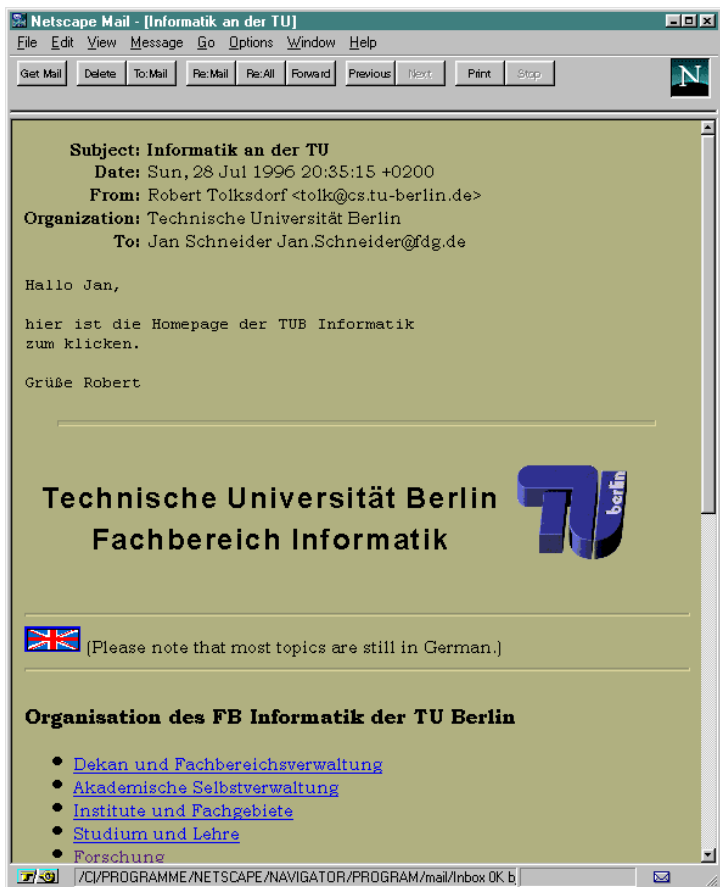 Netscape Mail - [Informatik an der TU]
File Edit View Message Go Options Window Help
Get Mail Delete To:Mail Re:Mail Re:All Forward Previous Next Print Stop
N
Subject: Informatik an der TU
Date: Sun, 28 Jul 1996 20:35:15 +0200
From: Robert Tolksdorf <tolk@cs.tu-berlin.de>
Organization: Technische Universität Berlin
To: Jan Schneider Jan.Schneider@fdg.de
Hallo Jan,
hier ist die Homepage der TUB Informatik
zum klicken.
Grüße Robert
Technische Universität Berlin
Fachbereich Informatik
TU berlin
(Please note that most topics are still in German.)
Organisation des FB Informatik der TU Berlin
Dekan und Fachbereichsverwaltung
Akademische Selbstverwaltung
Institute und Fachgebiete
Studium und Lehre
Forschung
/C|/PROGRAMME/NETSCAPE/NAVIGATOR/PROGRAM/mail/Inbox 0K b